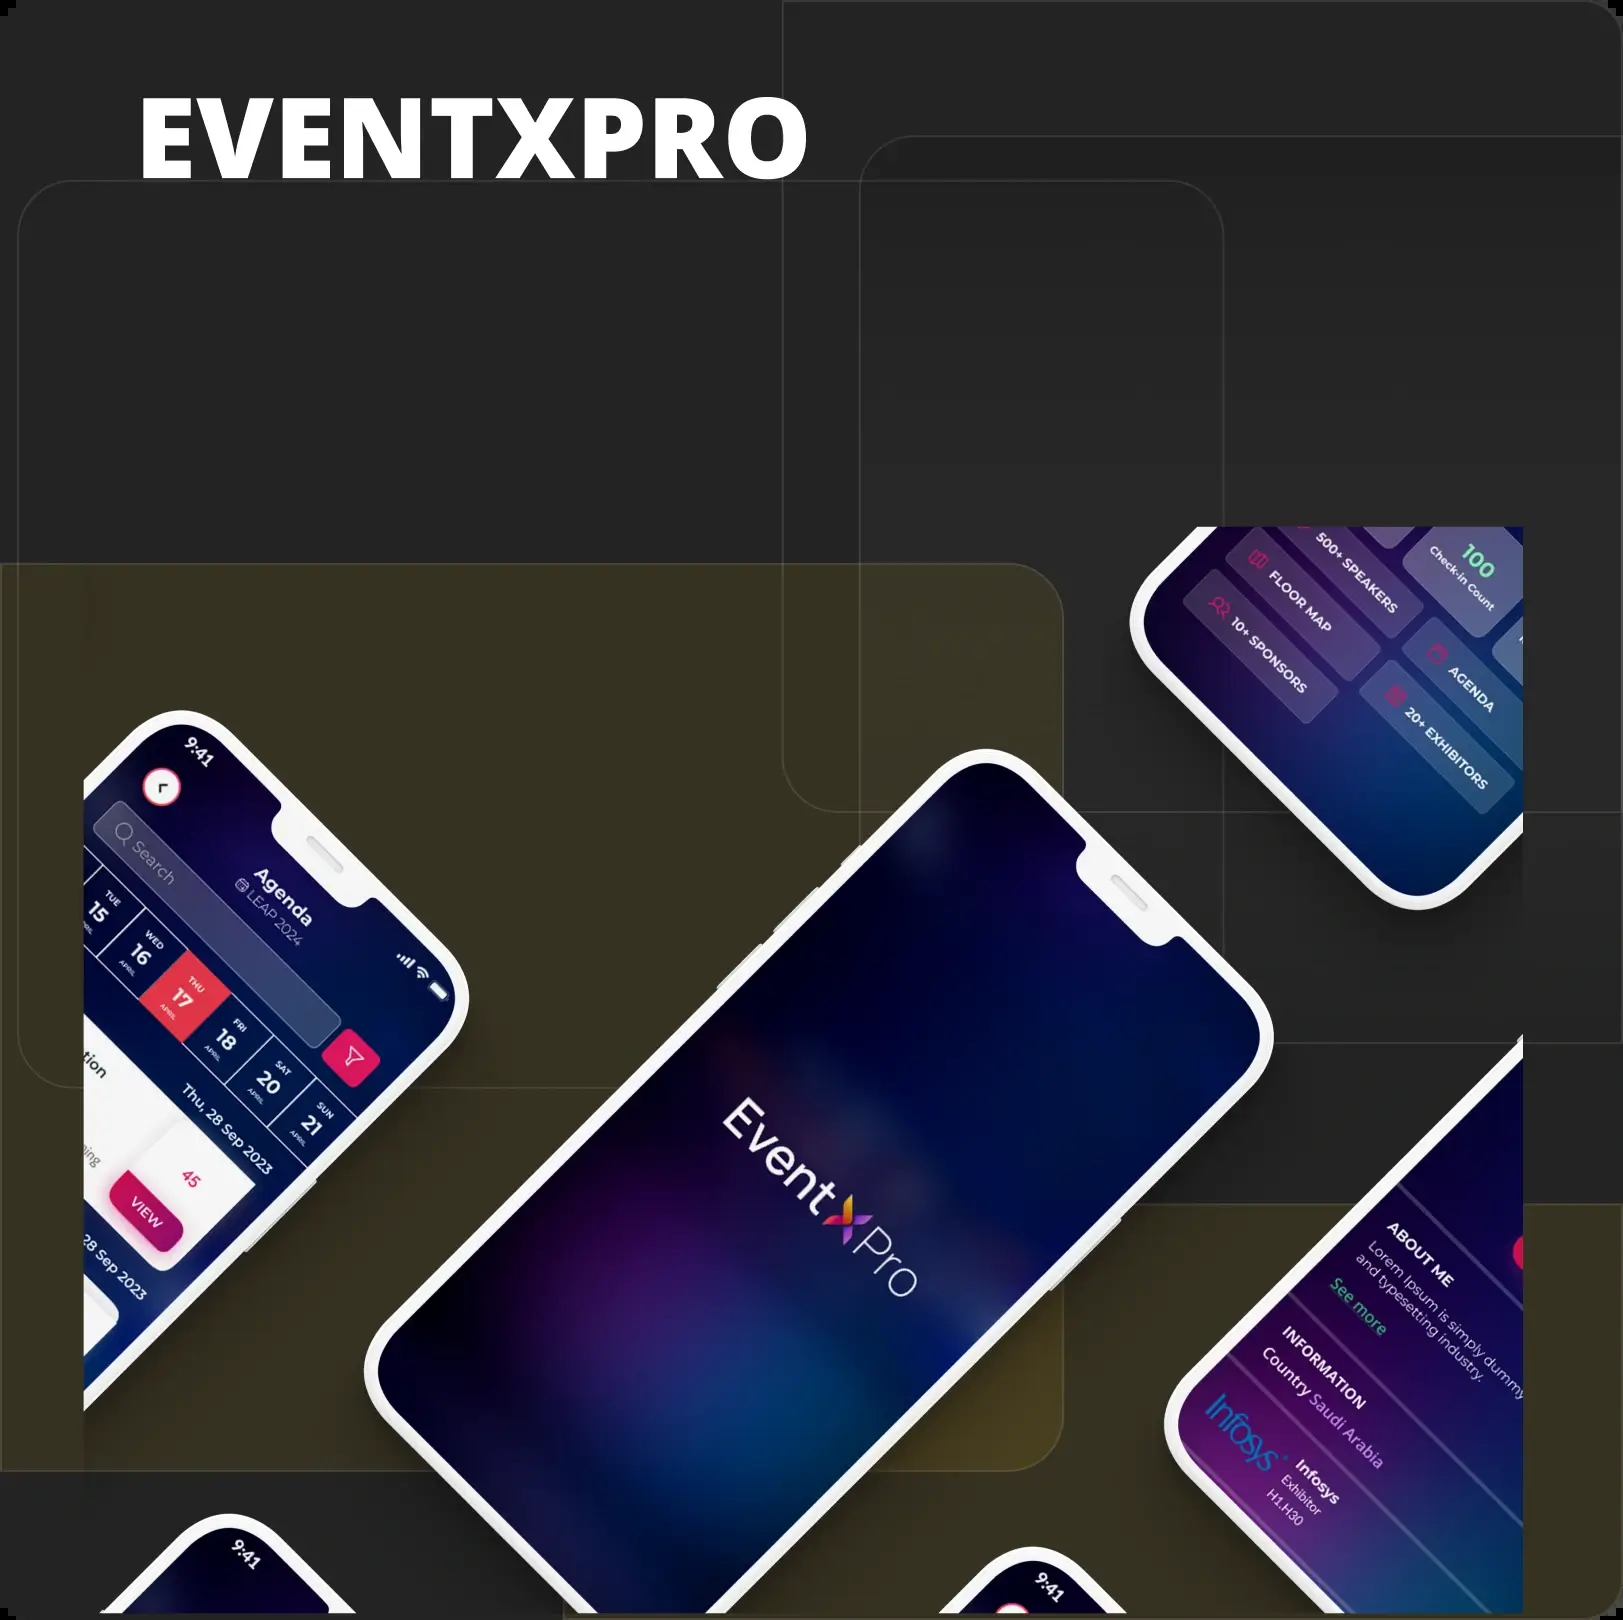 EVENTXPRO
100
Check-in Count
500+ SPEAKERS
FLOOR MAP
10+ SPONSORS
AGENDA
20+ EXHIBITORS
9:41
Agenda
LEAP 2024
Search
TUE
15
WED
16
APRIL
THU
17
APRIL
FRI
18
APRIL
SAT
20
APRIL
SUN
21
APRIL
Thu, 28 Sep 2023
45
VIEW
28 Sep 2023
Event Pro
ABOUT ME
Lorem Ipsum is simply dummy
and typesetting industry.
See more
INFORMATION
Country Saudi Arabia
Infosys
Infosys
Exhibitor
H1.H30
9:41
9:41